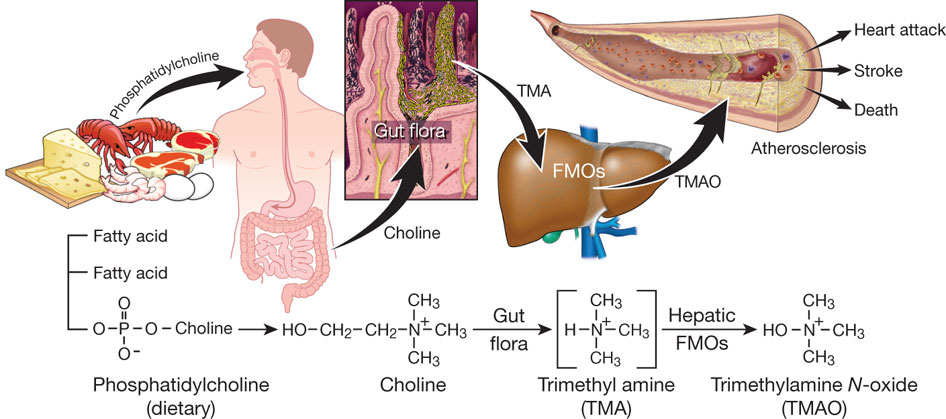 Phosphatidylcholine
Gut flora
Choline
TMA
FMOs
TMAO
Heart attack
Stroke
Death
Atherosclerosis
Fatty acid
Fatty acid
O
O–P–O–Choline
O-
CH3
HO–CH2–CH2–N+–CH3
CH3
Gut
flora
CH3
H–N+–CH3
CH3
Hepatic
FMOs
CH3
HO–N+–CH3
CH3
Phosphatidylcholine
(dietary)
Choline
Trimethyl amine
(TMA)
Trimethylamine N-oxide
(TMAO)